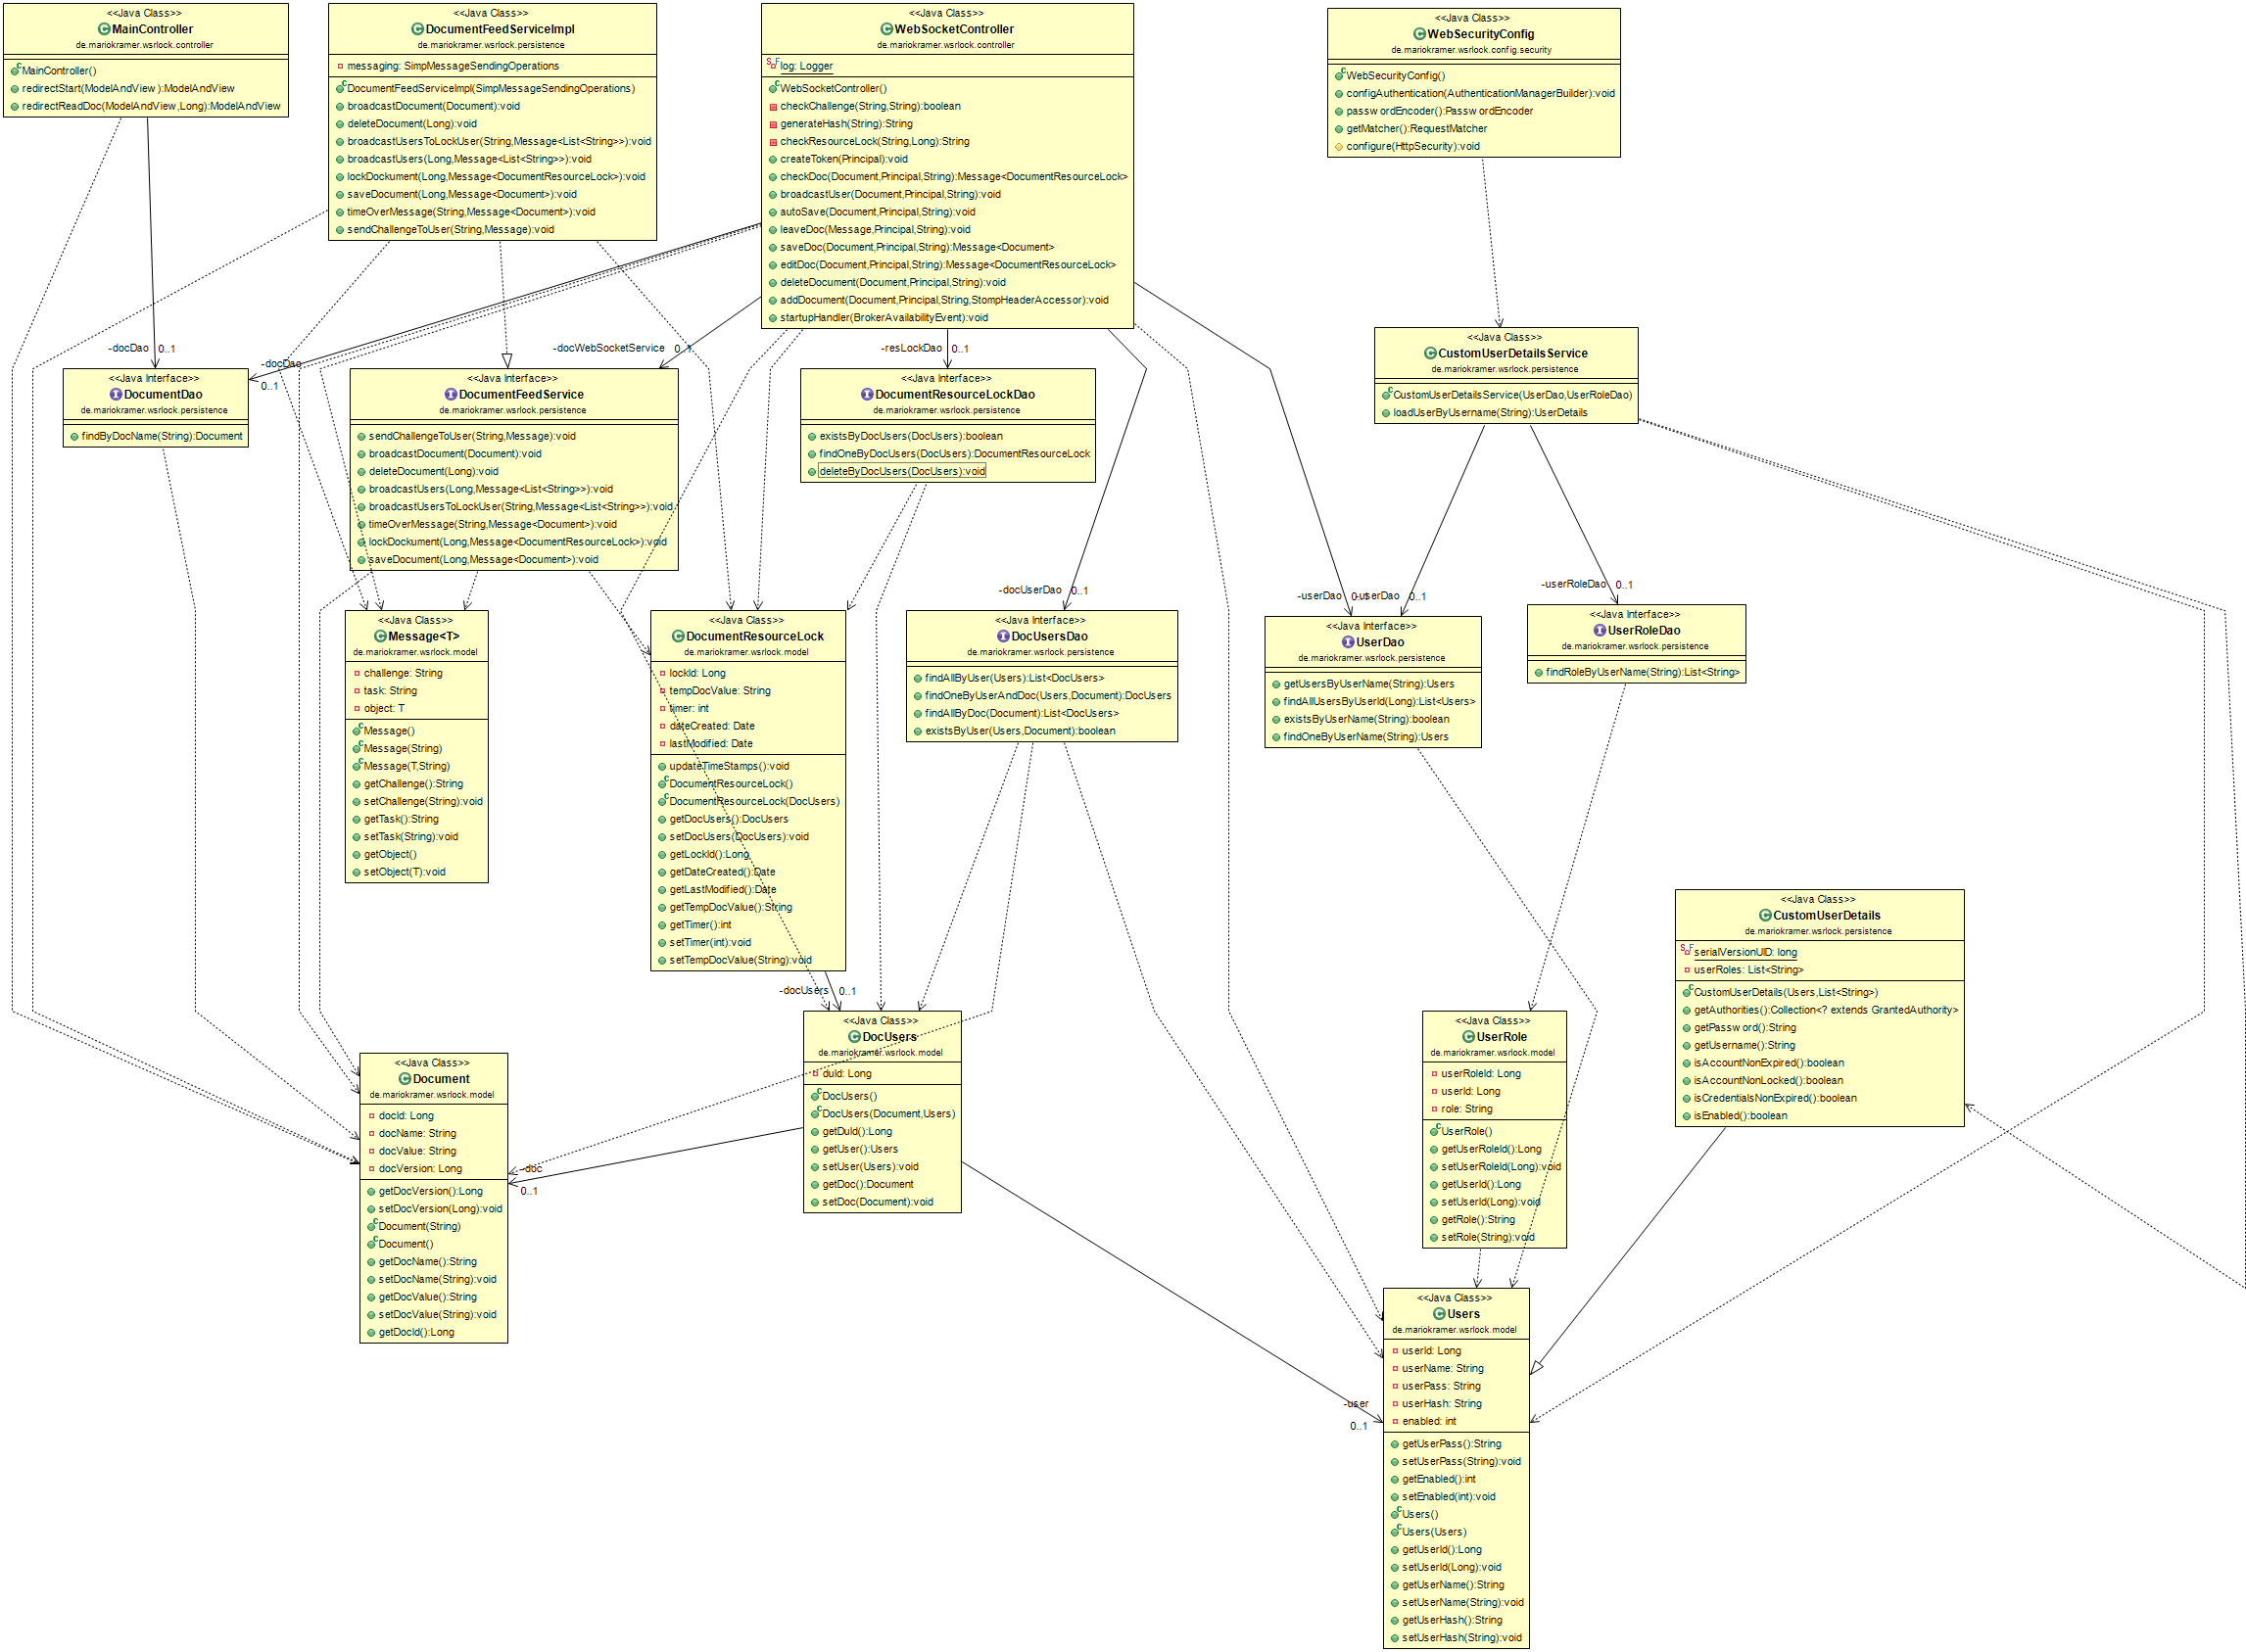 <<Java Class>>
MainController
de.mariokramer.wsrlock.controller
MainController()
redirectStart(ModelAndView):ModelAndView
redirectReadDoc(ModelAndView,Long):ModelAndView
<<Java Class>>
DocumentFeedServiceImpl
de.mariokramer.wsrlock.persistence
messaging: SimpMessageSendingOperations
DocumentFeedServiceImpl(SimpMessageSendingOperations)
broadcastDocument(Document):void
deleteDocument(Long):void
broadcastUsersToLockUser(String,Message<List<String>>):void
broadcastUsers(Long,Message<List<String>>):void
lockDockument(Long,Message<DocumentResourceLock>):void
saveDocument(Long,Message<Document>):void
timeOverMessage(String,Message<Document>):void
sendChallengeToUser(String,Message):void
<<Java Class>>
WebSocketController
de.mariokramer.wsrlock.controller
log: Logger
WebSocketController()
checkChallenge(String,String):boolean
generateHash(String):String
checkResourceLock(String,Long):String
createToken(Principal):void
checkDoc(Document,Principal,String):Message<DocumentResourceLock>
broadcastUser(Document,Principal,String):void
autoSave(Document,Principal,String):void
leaveDoc(Message,Principal,String):void
saveDoc(Document,Principal,String):Message<Document>
editDoc(Document,Principal,String):Message<DocumentResourceLock>
deleteDocument(Document,Principal,String):void
addDocument(Document,Principal,String,StompHeaderAccessor):void
startupHandler(BrokerAvailabilityEvent):void
<<Java Class>>
WebSecurityConfig
de.mariokramer.wsrlock.config.security
WebSecurityConfig()
configAuthentication(AuthenticationManagerBuilder):void
passwordEncoder():PasswordEncoder
getMatcher():RequestMatcher
configure(HttpSecurity):void
-docDao 0..1
-docDao
0..1
-docWebSocketService 0..1
-resLockDao 0..1
<<Java Class>>
CustomUserDetailsService
de.mariokramer.wsrlock.persistence
CustomUserDetailsService(UserDao,UserRoleDao)
loadUserByUsername(String):UserDetails
<<Java Interface>>
DocumentDao
de.mariokramer.wsrlock.persistence
findByDocName(String):Document
<<Java Interface>>
DocumentFeedService
de.mariokramer.wsrlock.persistence
sendChallengeToUser(String,Message):void
broadcastDocument(Document):void
deleteDocument(Long):void
broadcastUsers(Long,Message<List<String>>):void
broadcastUsersToLockUser(String,Message<List<String>>):void
timeOverMessage(String,Message<Document>):void
lockDockument(Long,Message<DocumentResourceLock>):void
saveDocument(Long,Message<Document>):void
<<Java Interface>>
DocumentResourceLockDao
de.mariokramer.wsrlock.persistence
existsByDocUsers(DocUsers):boolean
findOneByDocUsers(DocUsers):DocumentResourceLock
deleteByDocUsers(DocUsers):void
-docUserDao 0..1
-userDao 0..1
-userDao 0..1
-userRoleDao 0..1
<<Java Class>>
Message<T>
de.mariokramer.wsrlock.model
challenge: String
task: String
object: T
Message()
Message(String)
Message(T,String)
getChallenge():String
setChallenge(String):void
getTask():String
setTask(String):void
getObject()
setObject(T):void
<<Java Class>>
DocumentResourceLock
de.mariokramer.wsrlock.model
lockId: Long
tempDocValue: String
timer: int
dateCreated: Date
lastModified: Date
updateTimeStamps():void
DocumentResourceLock()
DocumentResourceLock(DocUsers)
getDocUsers():DocUsers
setDocUsers(DocUsers):void
getLockId():Long
getDateCreated():Date
getLastModified():Date
getTempDocValue():String
getTimer():int
setTimer(int):void
setTempDocValue(String):void
<<Java Interface>>
DocUsersDao
de.mariokramer.wsrlock.persistence
findAllByUser(Users):List<DocUsers>
findOneByUserAndDoc(Users,Document):DocUsers
findAllByDoc(Document):List<DocUsers>
existsByUser(Users,Document):boolean
<<Java Interface>>
UserDao
de.mariokramer.wsrlock.persistence
getUsersByUserName(String):Users
findAllUsersByUserId(Long):List<Users>
existsByUserName(String):boolean
findOneByUserName(String):Users
<<Java Interface>>
UserRoleDao
de.mariokramer.wsrlock.persistence
findRoleByUserName(String):List<String>
<<Java Class>>
CustomUserDetails
de.mariokramer.wsrlock.persistence
serialVersionUID: long
userRoles: List<String>
CustomUserDetails(Users,List<String>)
getAuthorities():Collection<? extends GrantedAuthority>
getPassword():String
getUsername():String
isAccountNonExpired():boolean
isAccountNonLocked():boolean
isCredentialsNonExpired():boolean
isEnabled():boolean
-docUsers 0..1
<<Java Class>>
Document
de.mariokramer.wsrlock.model
docId: Long
docName: String
docValue: String
docVersion: Long
getDocVersion():Long
setDocVersion(Long):void
Document(String)
Document()
getDocName():String
setDocName(String):void
getDocValue():String
setDocValue(String):void
getDocId():Long
-doc
0..1
<<Java Class>>
DocUsers
de.mariokramer.wsrlock.model
duId: Long
DocUsers()
DocUsers(Document,Users)
getDuId():Long
getUser():Users
setUser(Users):void
getDoc():Document
setDoc(Document):void
<<Java Class>>
UserRole
de.mariokramer.wsrlock.model
userRoleId: Long
userId: Long
role: String
UserRole()
getUserRoleId():Long
setUserRoleId(Long):void
getUserId():Long
setUserId(Long):void
getRole():String
setRole(String):void
-user
0..1
<<Java Class>>
Users
de.mariokramer.wsrlock.model
userId: Long
userName: String
userPass: String
userHash: String
enabled: int
getUserPass():String
setUserPass(String):void
getEnabled():int
setEnabled(int):void
Users()
Users(Users)
getUserId():Long
setUserId(Long):void
getUserName():String
setUserName(String):void
getUserHash():String
setUserHash(String):void